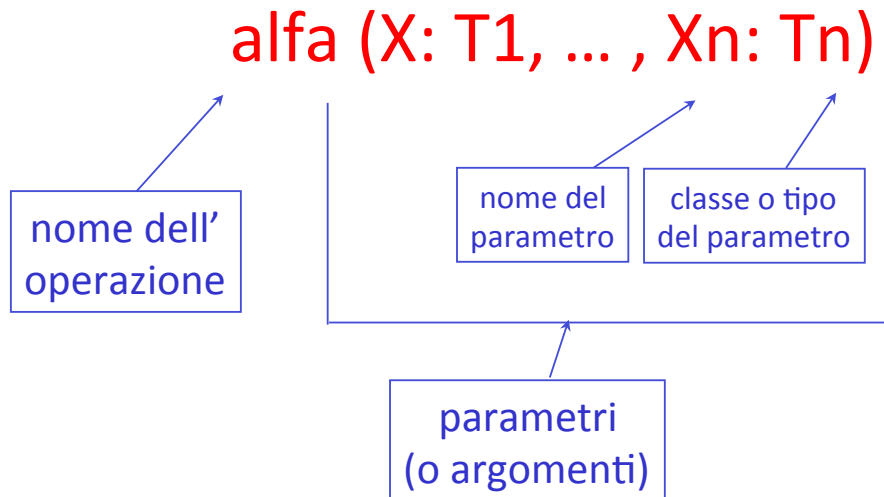 alfa (X: T1, ... , Xn: Tn)
nome dell'
operazione
nome del
parametro
classe o tipo
del parametro
parametri
(o argomenti)